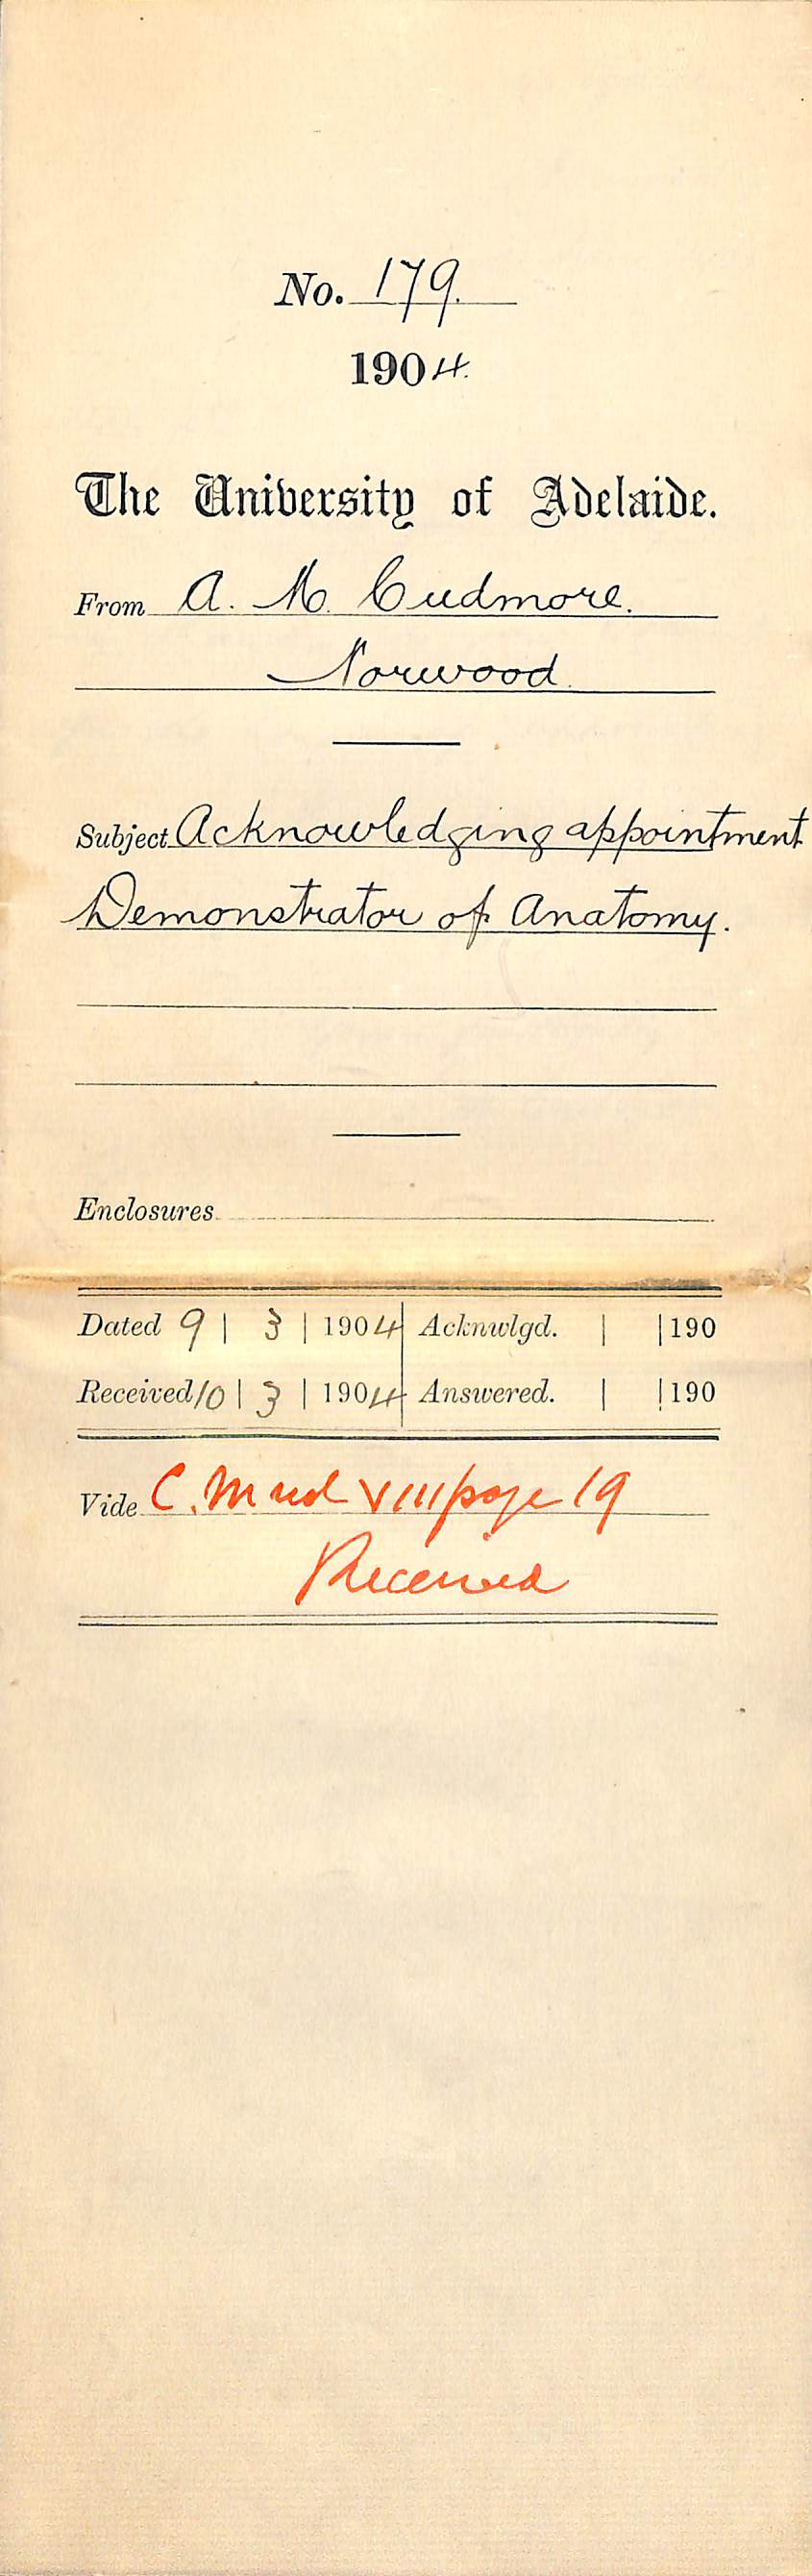 No. 179.
1904.
The University of Adelaide.
From A. M. Cudmore.
Norwood.
Subject Acknowledging appointment
Demonstrator of Anatomy.
Enclosures
Dated 9 | 3 | 1904 Acknwlgd. | | 190
Received 10 | 3 | 1904 Answered. | | 190
Vide C. M vol VIII page 19
Received